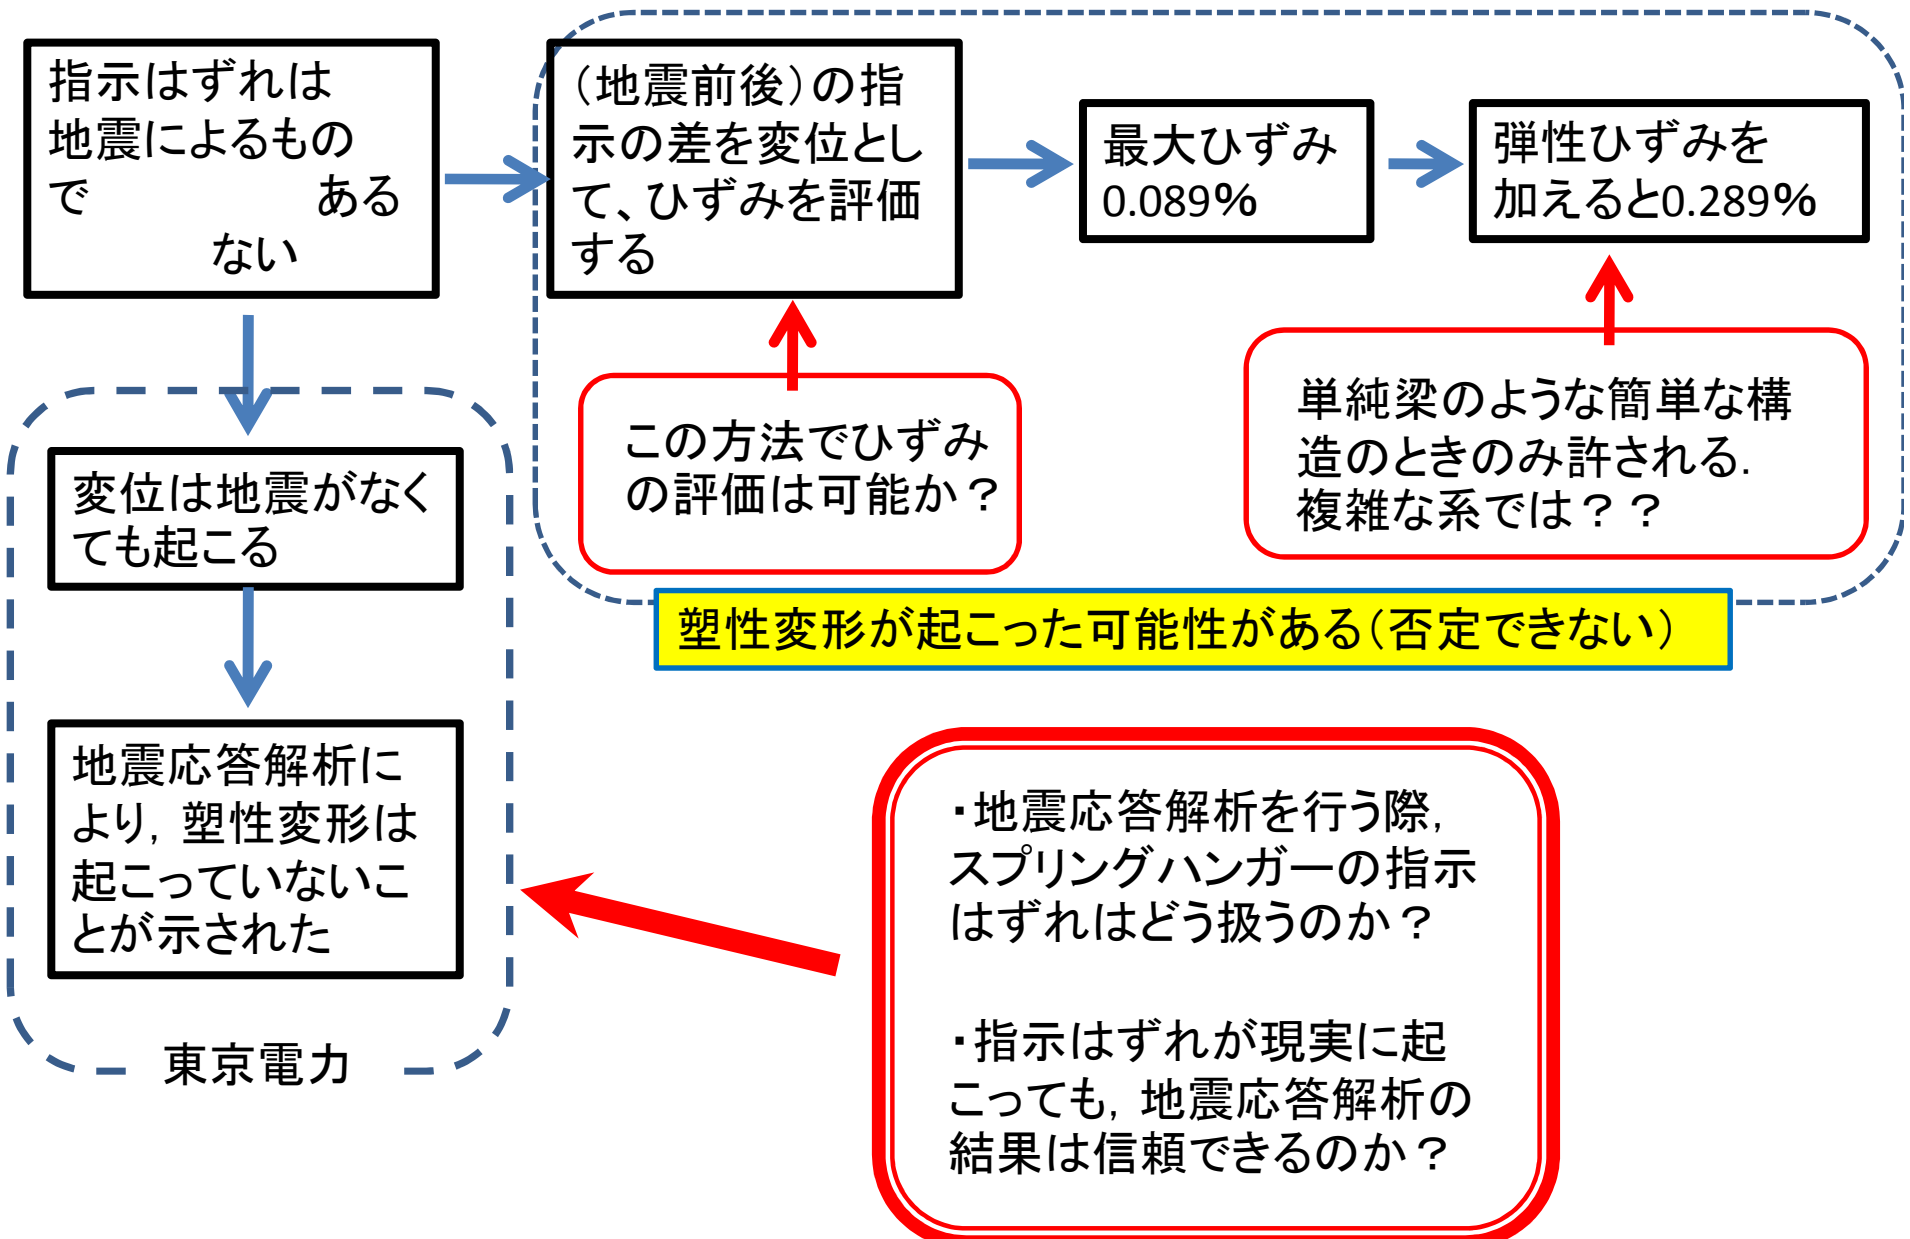 指示はずれは
地震によるもの
で ある
ない
（地震前後）の指
示の差を変位とし
て、ひずみを評価
する
最大ひずみ
0.089％
弾性ひずみを
加えると0.289％
この方法でひずみ
の評価は可能か？
単純梁のような簡単な構
造のときのみ許される．
複雑な系では？？
塑性変形が起こった可能性がある（否定できない）
変位は地震がなく
ても起こる
地震応答解析に
より，塑性変形は
起こっていないこ
とが示された
東京電力
・地震応答解析を行う際，
スプリングハンガーの指示
はずれはどう扱うのか？
・指示はずれが現実に起
こっても，地震応答解析の
結果は信頼できるのか？